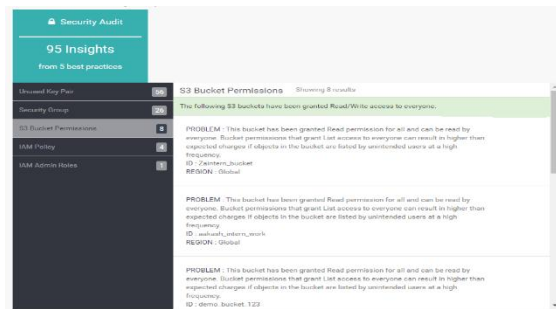 Security Audit
95 Insights
from 5 best practices
Unused Key Pair 56
Security Group 26
S3 Bucket Permissions 8
IAM Policy 4
IAM Admin Roles 1
S3 Bucket Permissions Showing 8 results
The following S3 buckets have been granted Read/Write access to everyone.
PROBLEM : This bucket has been granted Read permission for all and can be read by
everyone. Bucket permissions that grant List access to everyone can result in higher than
expected charges if objects in the bucket are listed by unintended users at a high
frequency.
ID : Zaintern_bucket
REGION : Global
PROBLEM : This bucket has been granted Read permission for all and can be read by
everyone. Bucket permissions that grant List access to everyone can result in higher than
expected charges if objects in the bucket are listed by unintended users at a high
frequency.
ID : aakash_intern_work
REGION : Global
PROBLEM : This bucket has been granted Read permission for all and can be read by
everyone. Bucket permissions that grant List access to everyone can result in higher than
expected charges if objects in the bucket are listed by unintended users at a high
frequency.
ID : demo_bucket_123